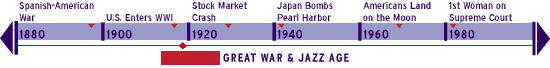 Spanish-American
War
U.S. Enters WWI
Stock Market
Crash
Japan Bombs
Pearl Harbor
Americans Land
on the Moon
1st Woman on
Supreme Court
1880
1900
1920
1940
1960
1980
GREAT WAR & JAZZ AGE